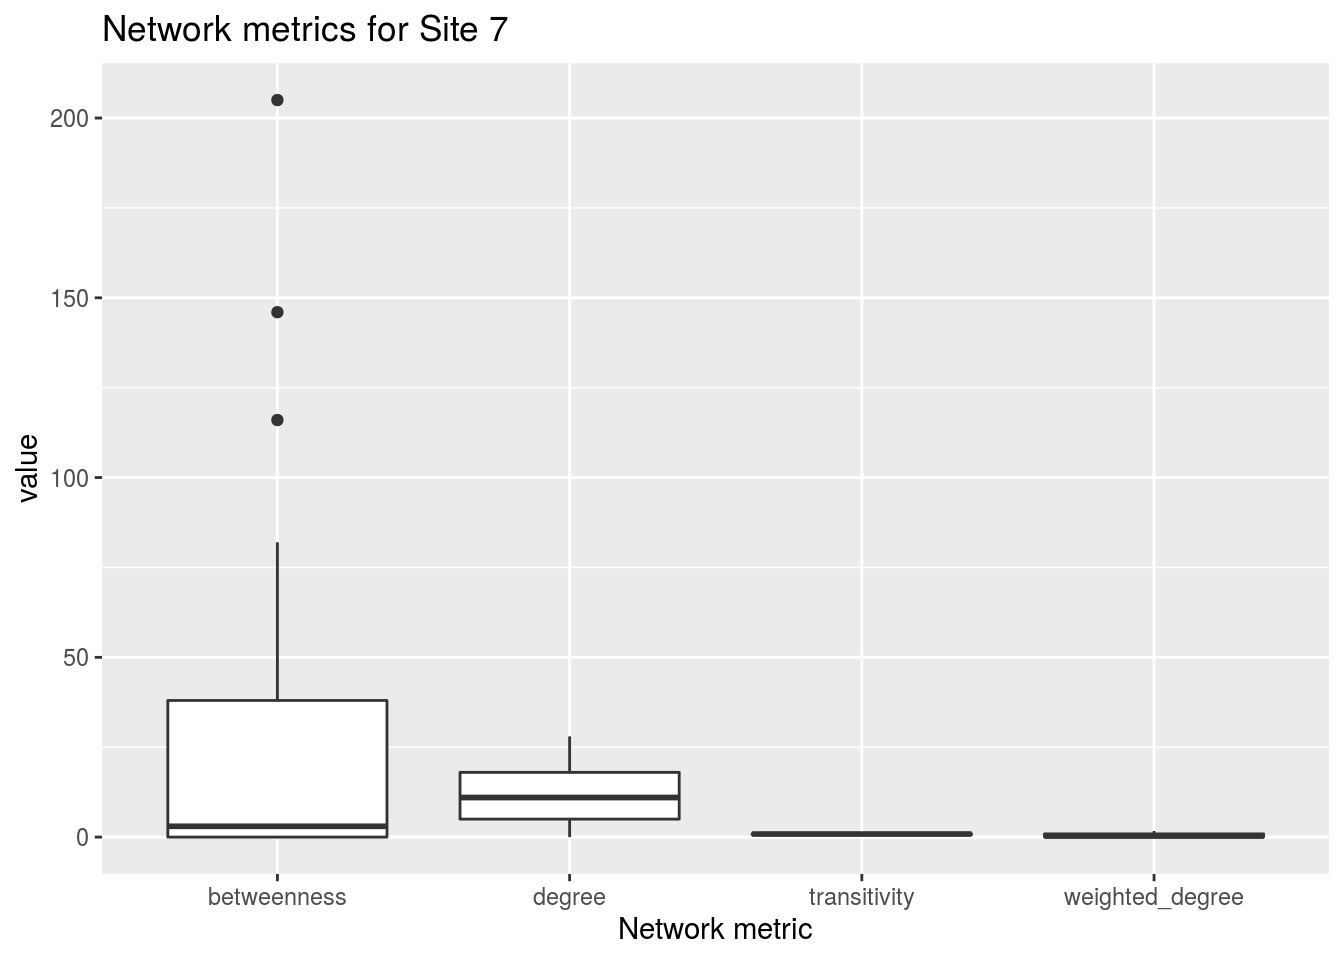 Network metrics for Site 7
200
150
100
50
0
value
betweenness degree transitivity weighted_degree
Network metric